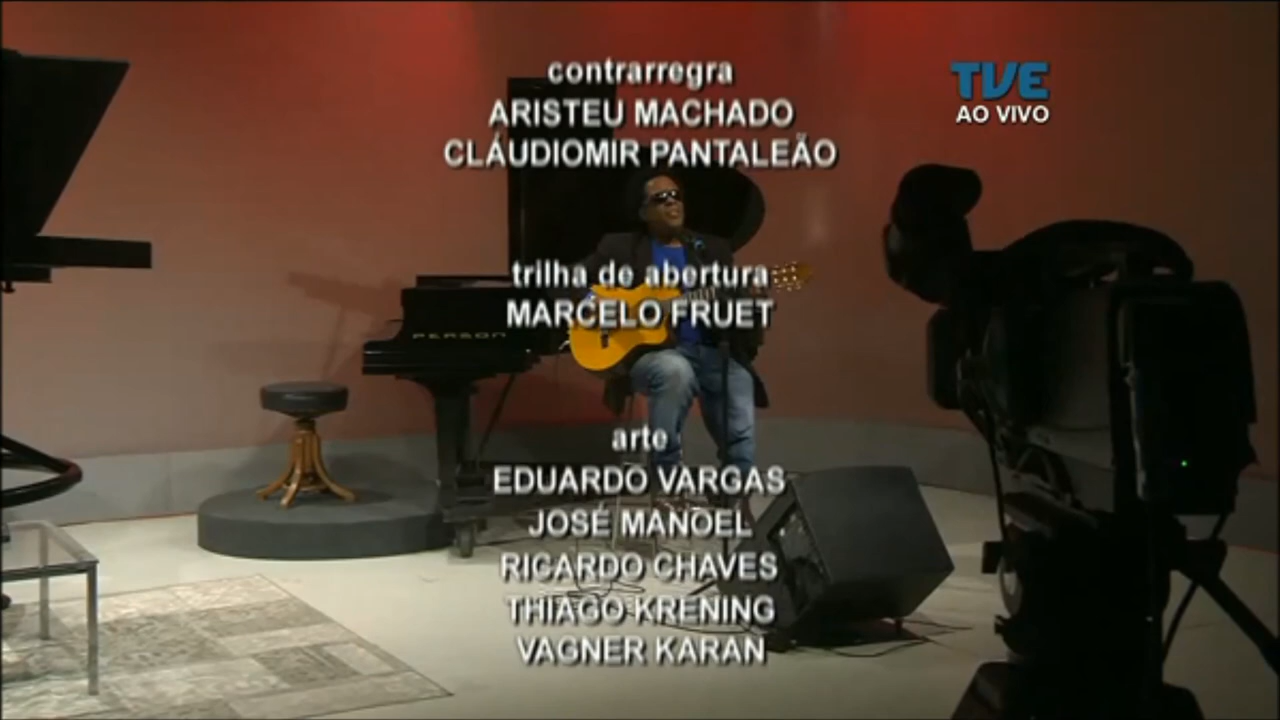 contrarregra
ARISTEU MACHADO
CLÁUDIOMIR PANTALEÃO
TVE
AO VIVO
trilha de abertura
MARCELO FRUET
PERSON
arte
EDUARDO VARGAS
JOSÉ MANOEL
RICARDO CHAVES
THIAGO KRENING
VAGNER KARAN